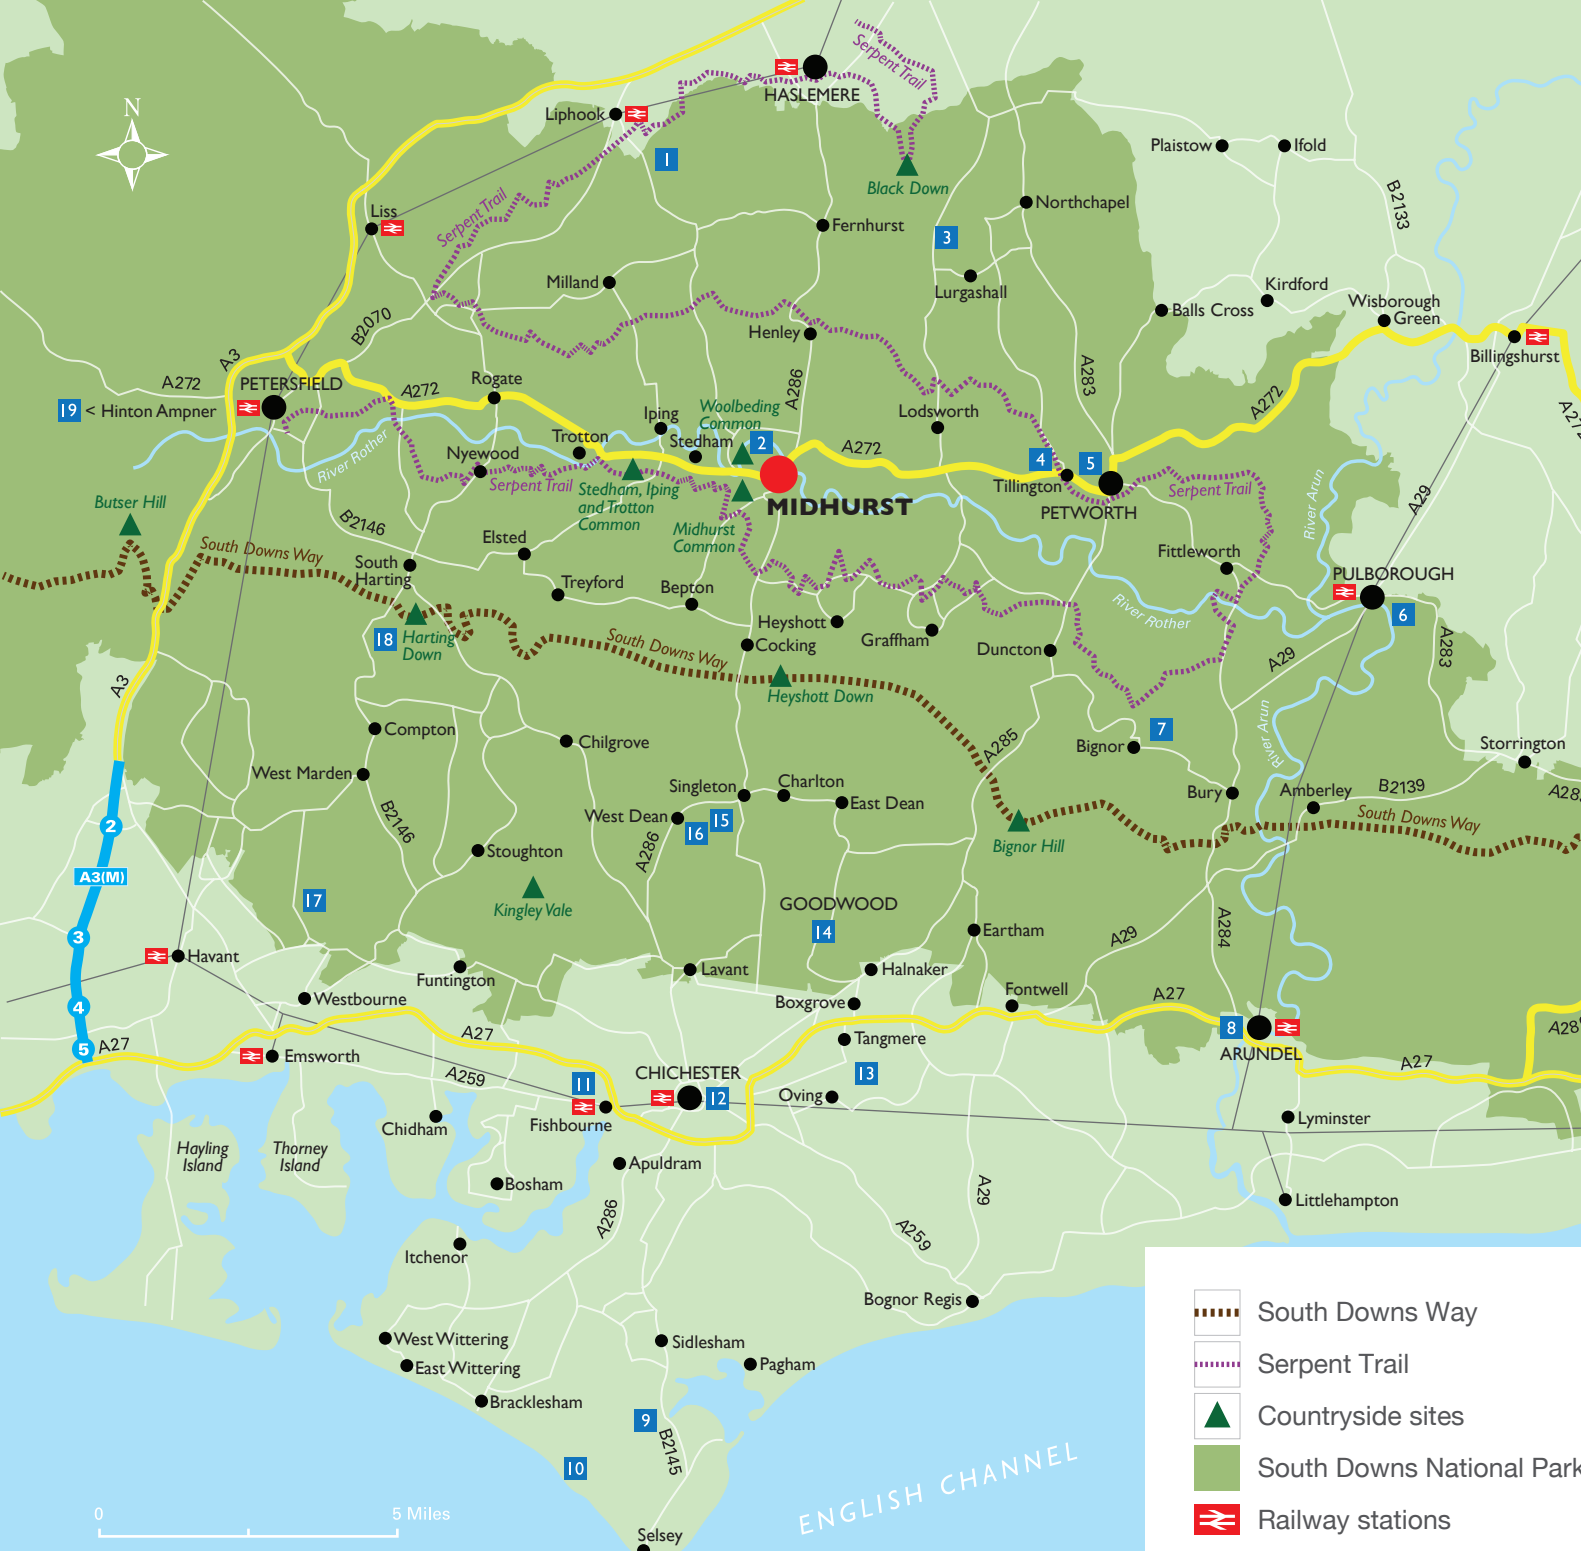 N
Serpent Trail
HASLEMERE
Liphook
1
Black Down
Plaistow
Ifold
B2133
Liss
Serpent Trail
Northchapel
Fernhurst
3
Milland
Lurgashall
Kirdford
Balls Cross
Wisborough
Green
Billingshurst
B2070
Henley
A3
A272
PETERSFIELD
19 < Hinton Ampner
A272
Rogate
A286
A283
A272
A272
Woolbeding
Common
Iping
Lodsworth
Trotton
Stedham
2
A272
River Rother
Nyewood
Serpent Trail
Stedham, Iping
and Trotton
Common
MIDHURST
4
5
Tillington
PETWORTH
Serpent Trail
River Arun
A29
Butser Hill
B2146
Midhurst
Common
South Downs Way
Elsted
South
Harting
Treyford
Bepton
Fittleworth
PULBOROUGH
6
River Rother
18
Harting
Down
South Downs Way
Heyshott
Cocking
Graffham
Duncton
A29
A283
Heyshott Down
A3
Compton
Chilgrove
A285
Bignor
7
River Arun
Storrington
West Marden
Singleton
Charlton
East Dean
Bury
Amberley
B2139
A28
2
B2146
West Dean
15
16
A286
Bignor Hill
South Downs Way
Stoughton
A3(M)
Kingley Vale
17
GOODWOOD
14
Eartham
A29
A284
3
Havant
Funtington
Lavant
Halnaker
4
Westbourne
Boxgrove
Fontwell
A27
5
A27
A27
Emsworth
Tangmere
8
ARUNDEL
A28
A27
A259
11
CHICHESTER
12
13
Oving
Fishbourne
Chidham
Lyminster
Hayling
Island
Thorney
Island
Apuldram
Bosham
A286
A29
Littlehampton
A259
Itchenor
Bognor Regis
West Wittering
East Wittering
Sidlesham
Pagham
Bracklesham
9
B2145
10
ENGLISH CHANNEL
0
5 Miles
Selsey
South Downs Way
Serpent Trail
Countryside sites
South Downs National Park
Railway stations